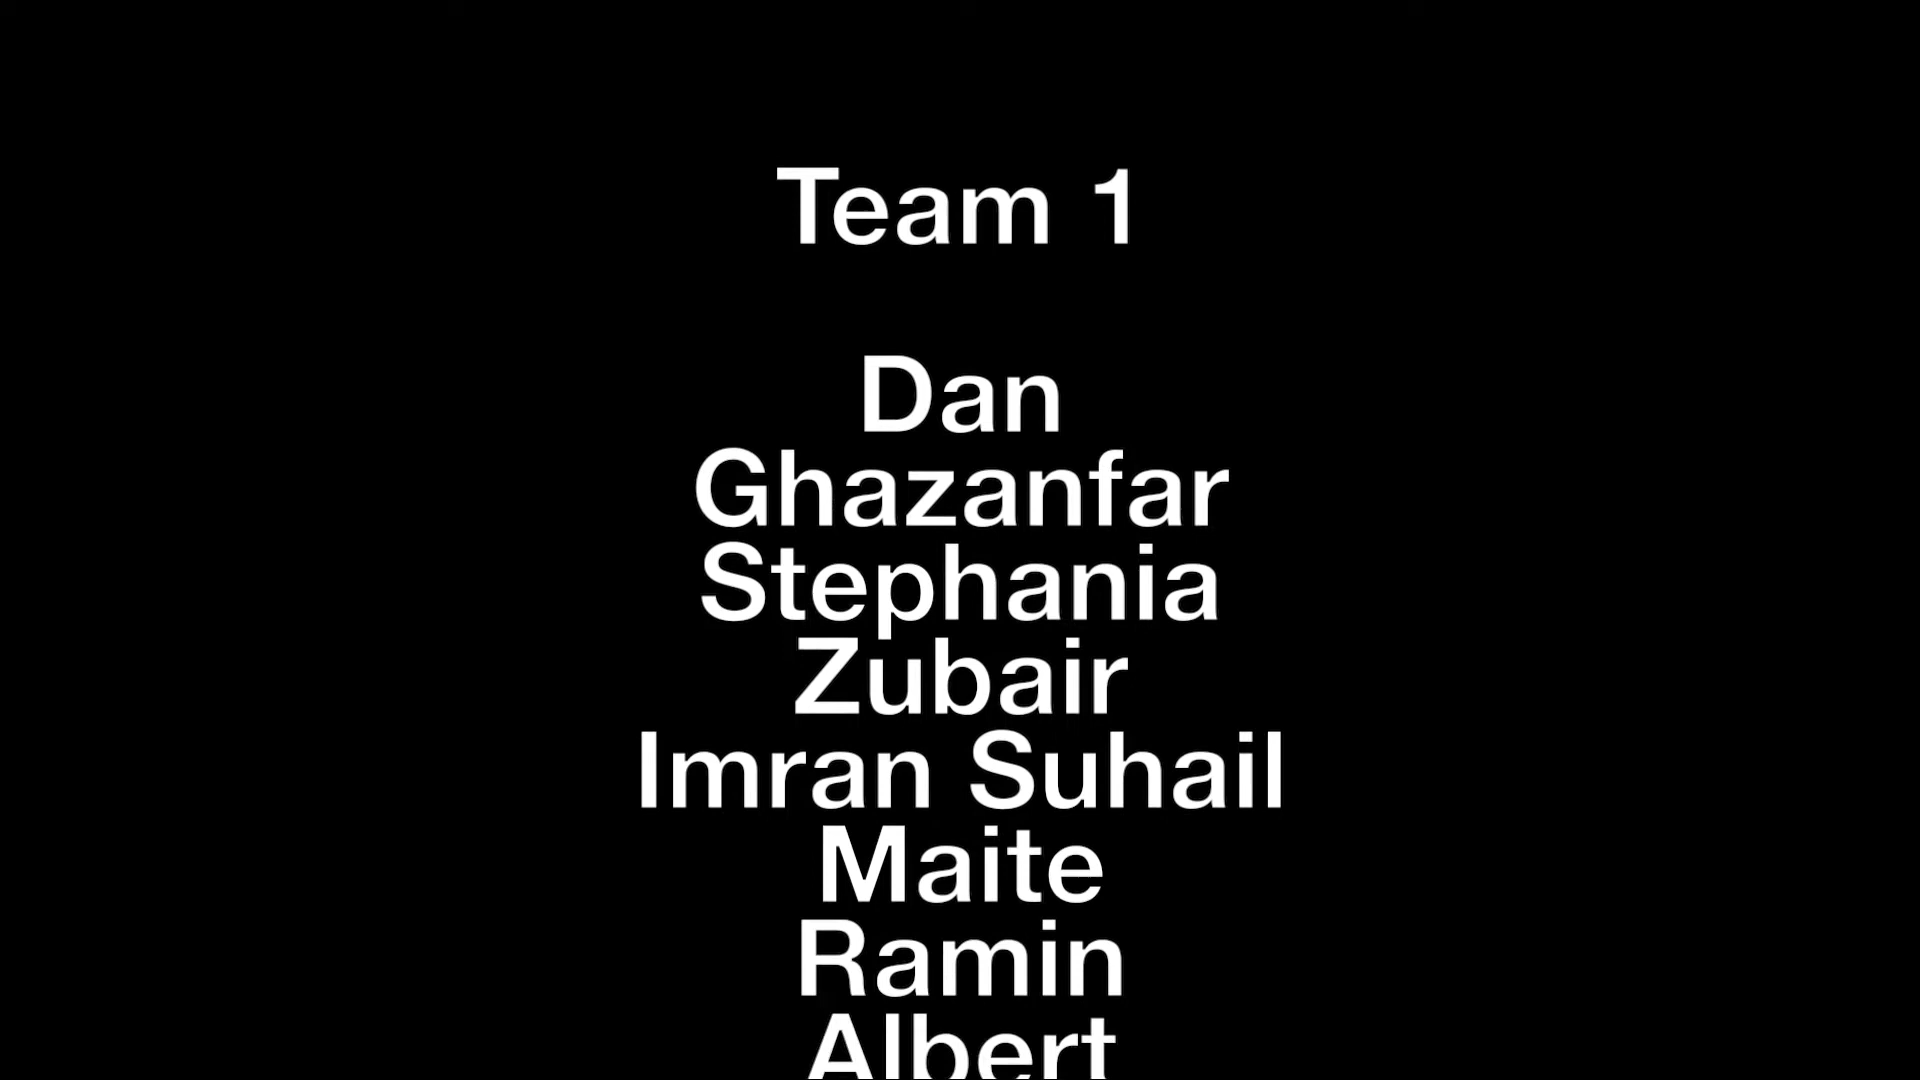 Team 1
Dan
Ghazanfar
Stephania
Zubair
Imran Suhail
Maite
Ramin
Albert